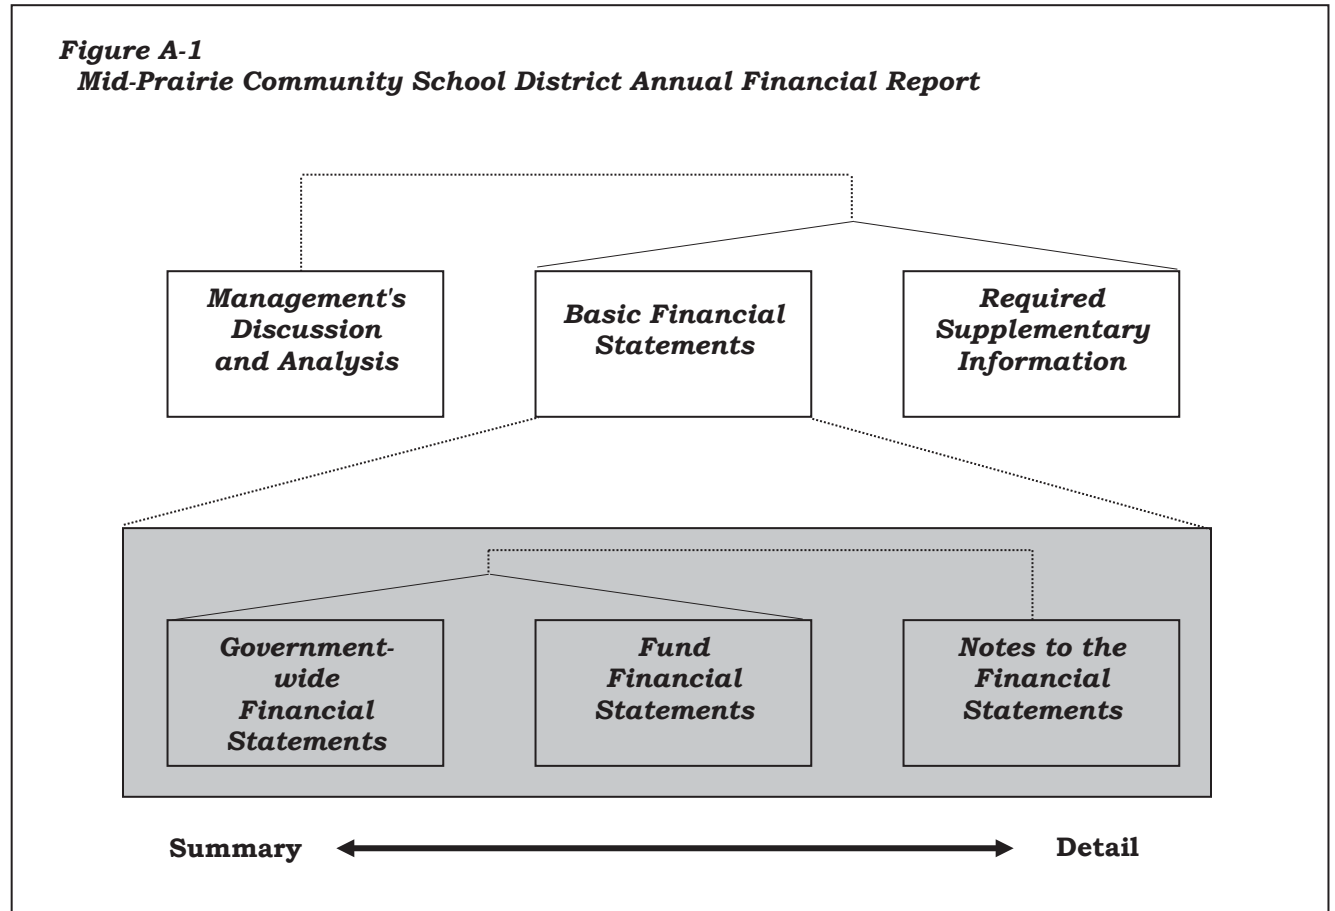 Figure A-1
Mid-Prairie Community School District Annual Financial Report
Management's
Discussion
and Analysis
Basic Financial
Statements
Required
Supplementary
Information
Government-
wide
Financial
Statements
Fund
Financial
Statements
Notes to the
Financial
Statements
Summary
Detail